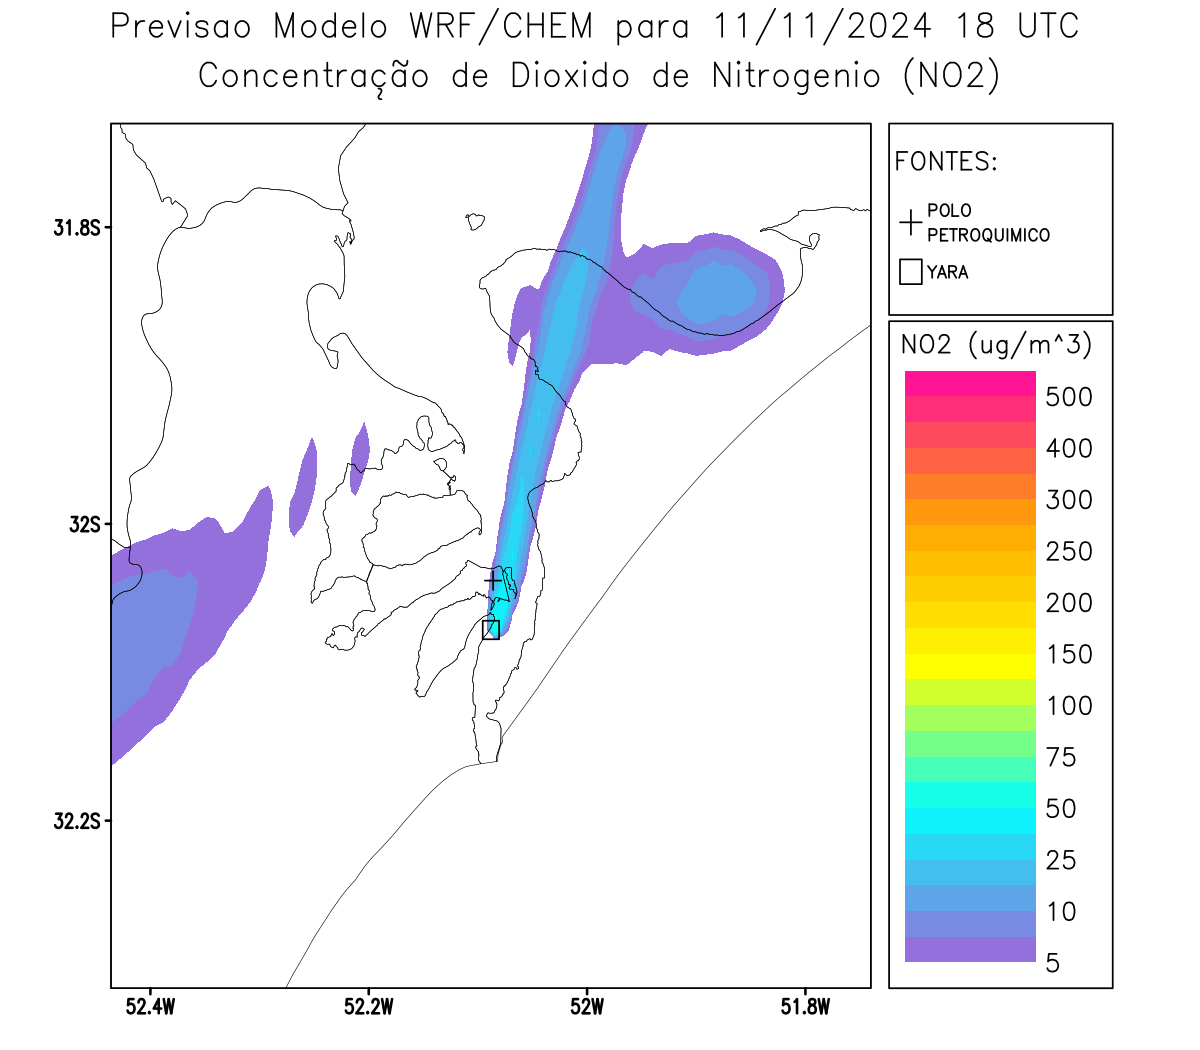 Previsao Modelo WRF/CHEM para 11/11/2024 18 UTC
Concentração de Dioxido de Nitrogenio (NO2)
FONTES:
POLO
PETROQUIMICO
YARA
NO2 (ug/m^3)
500
400
300
250
200
150
100
75
50
25
10
5
31.8S
32S
32.2S
52.4W
52.2W
52W
51.8W